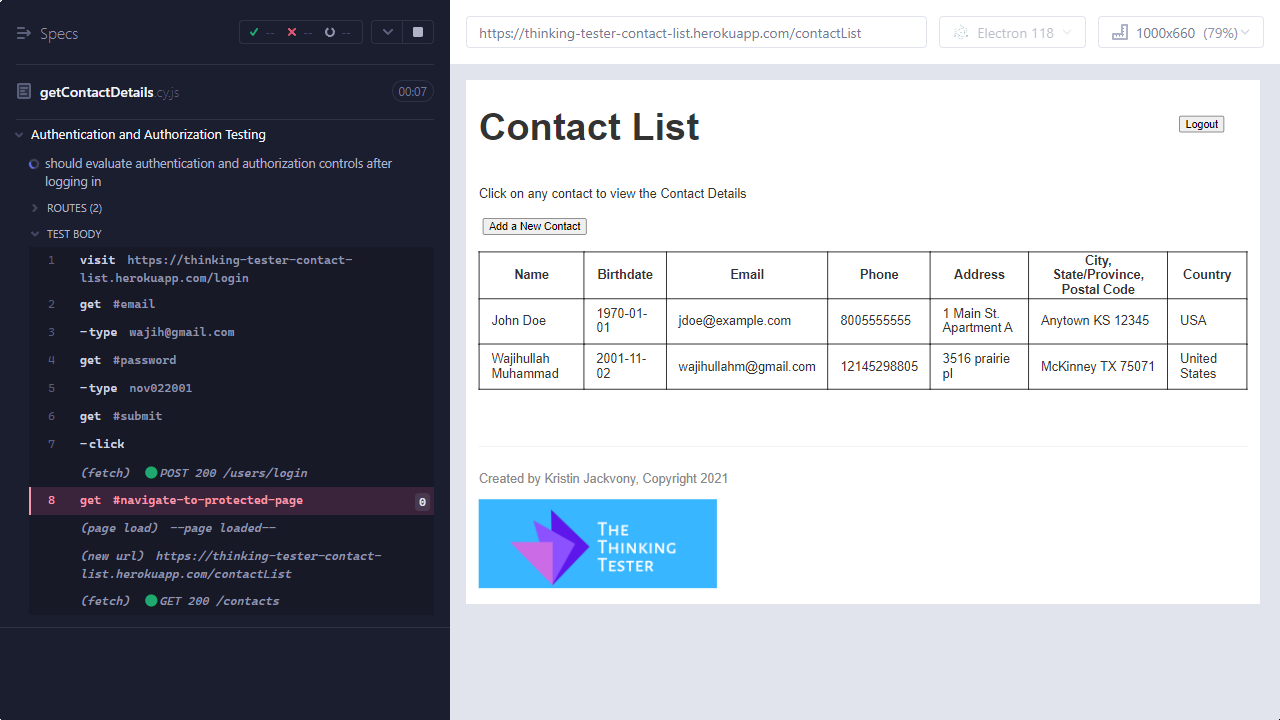 Specs
-- -- --
getContactDetails.cy.js 00:07
Authentication and Authorization Testing
should evaluate authentication and authorization controls after
logging in
ROUTES (2)
TEST BODY
1 visit https://thinking-tester-contact-
list.herokuapp.com/login
2 get #email
3 -type wajih@gmail.com
4 get #password
5 -type nov022001
6 get #submit
7 -click
(fetch) POST 200 /users/login
8 get #navigate-to-protected-page 0
(page load) --page loaded--
(new url) https://thinking-tester-contact-
list.herokuapp.com/contactList
(fetch) GET 200 /contacts
https://thinking-tester-contact-list.herokuapp.com/contactList Electron 118 1000x660 (79%)
Contact List
Logout
Click on any contact to view the Contact Details
Add a New Contact
Name Birthdate Email Phone Address City,
State/Province,
Postal Code Country
John Doe 1970-01-
01 jdoe@example.com 8005555555 1 Main St.
Apartment A Anytown KS 12345 USA
Wajihullah
Muhammad 2001-11-
02 wajihullahm@gmail.com 12145298805 3516 prairie
pl McKinney TX 75071 United
States
Created by Kristin Jackvony, Copyright 2021
THE
THINKING
TESTER